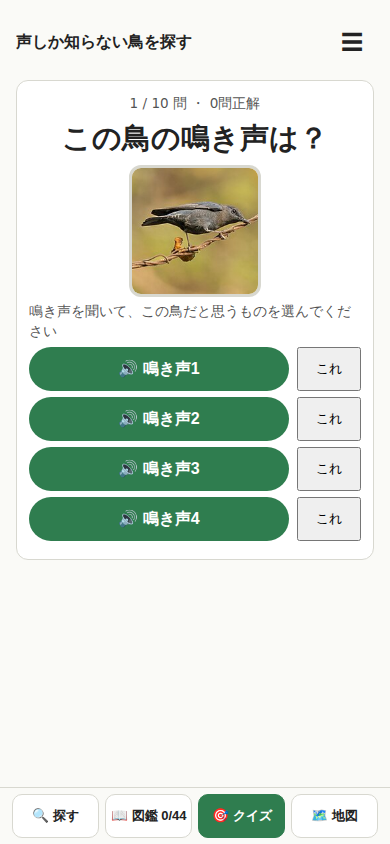 声しか知らない鳥を探す
☰
1 / 10 問 ・ 0問正解
この鳥の鳴き声は？
鳴き声を聞いて、この鳥だと思うものを選んでくだ
さい
🔊 鳴き声1 これ
🔊 鳴き声2 これ
🔊 鳴き声3 これ
🔊 鳴き声4 これ
🔍 探す 📖 図鑑 0/44 🎯 クイズ 🗺️ 地図